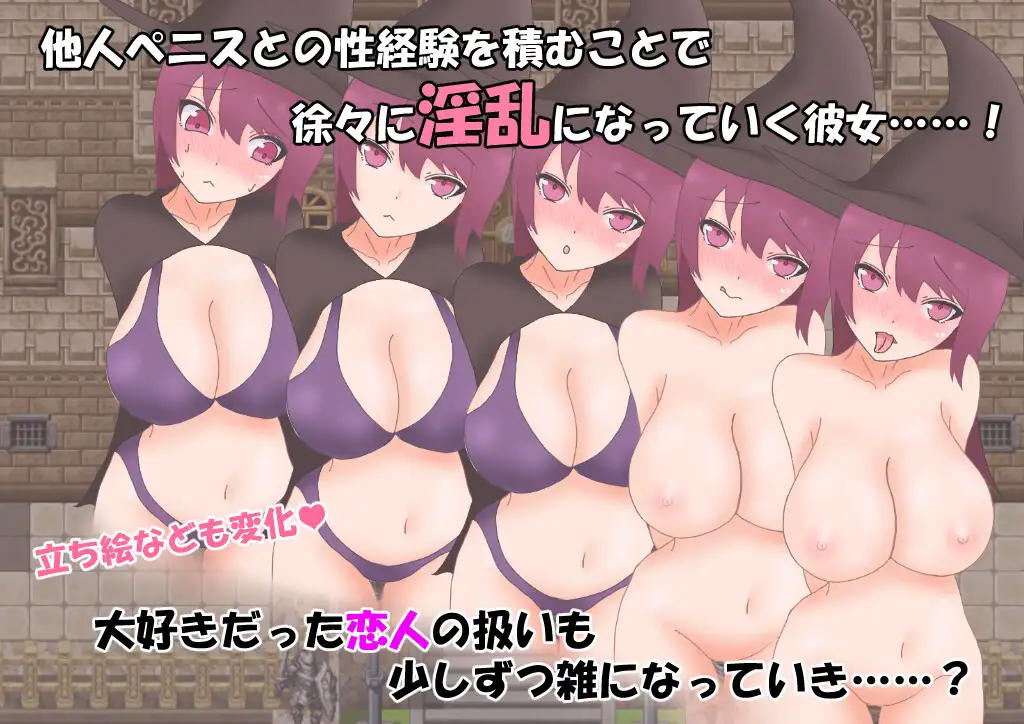 他人ペニスとの性経験を積むことで
徐々に淫乱になっていく彼女……！
立ち絵なども変化♥
大好きだった恋人の扱いも
少しずつ雑になっていき……？